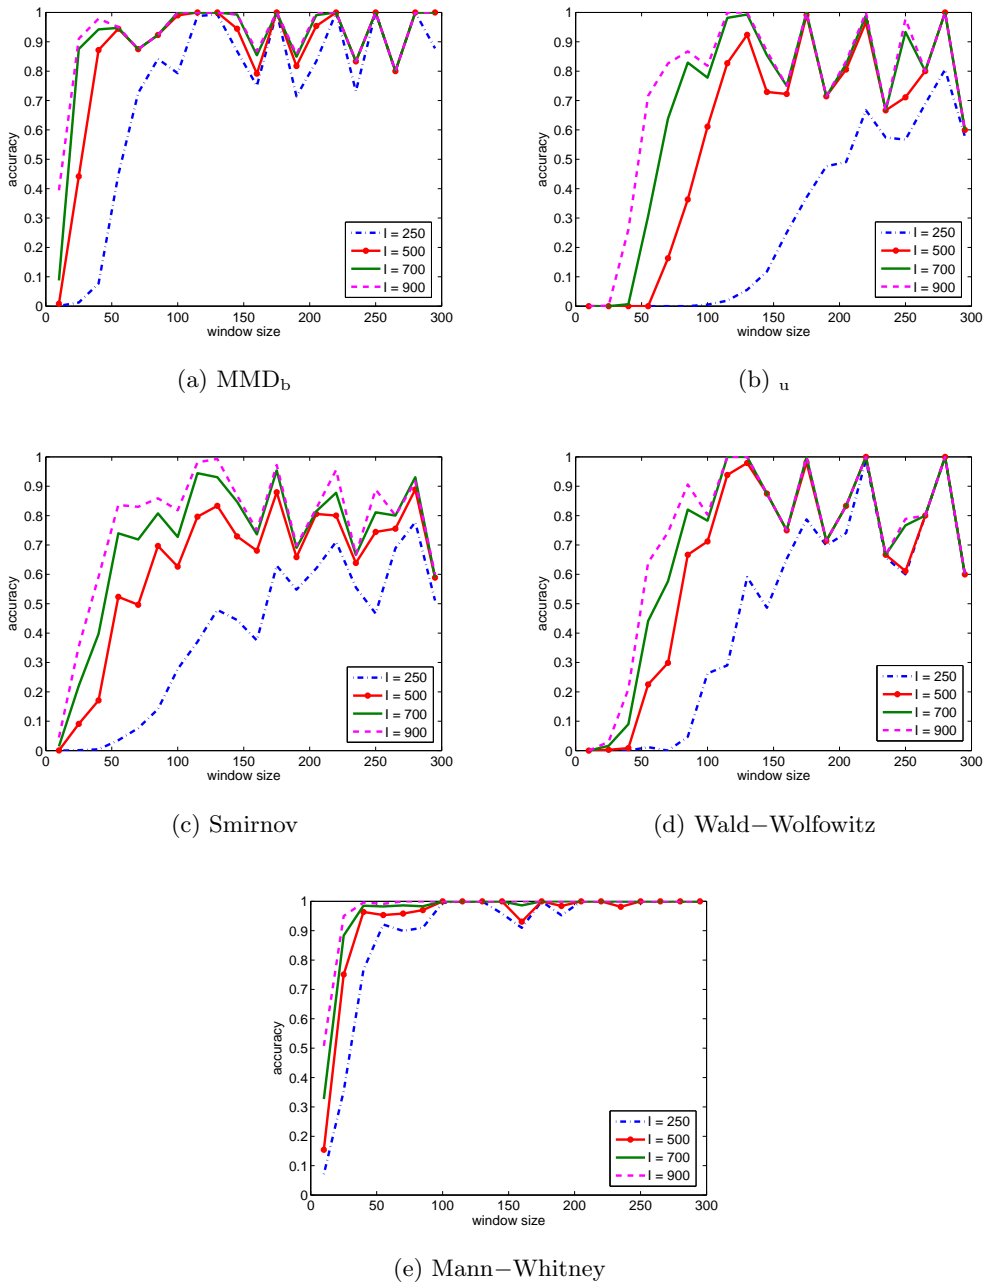 1
0.9
0.8
0.7
0.6
0.5
0.4
0.3
0.2
0.1
0
accuracy
0 50 100 150 200 250 300
window size
l = 250
l = 500
l = 700
l = 900
(a) MMDb
1
0.9
0.8
0.7
0.6
0.5
0.4
0.3
0.2
0.1
0
accuracy
0 50 100 150 200 250 300
window size
l = 250
l = 500
l = 700
l = 900
(b) u
1
0.9
0.8
0.7
0.6
0.5
0.4
0.3
0.2
0.1
0
accuracy
0 50 100 150 200 250 300
window size
l = 250
l = 500
l = 700
l = 900
(c) Smirnov
1
0.9
0.8
0.7
0.6
0.5
0.4
0.3
0.2
0.1
0
accuracy
0 50 100 150 200 250 300
window size
l = 250
l = 500
l = 700
l = 900
(d) Wald−Wolfowitz
1
0.9
0.8
0.7
0.6
0.5
0.4
0.3
0.2
0.1
0
accuracy
0 50 100 150 200 250 300
window size
l = 250
l = 500
l = 700
l = 900
(e) Mann−Whitney